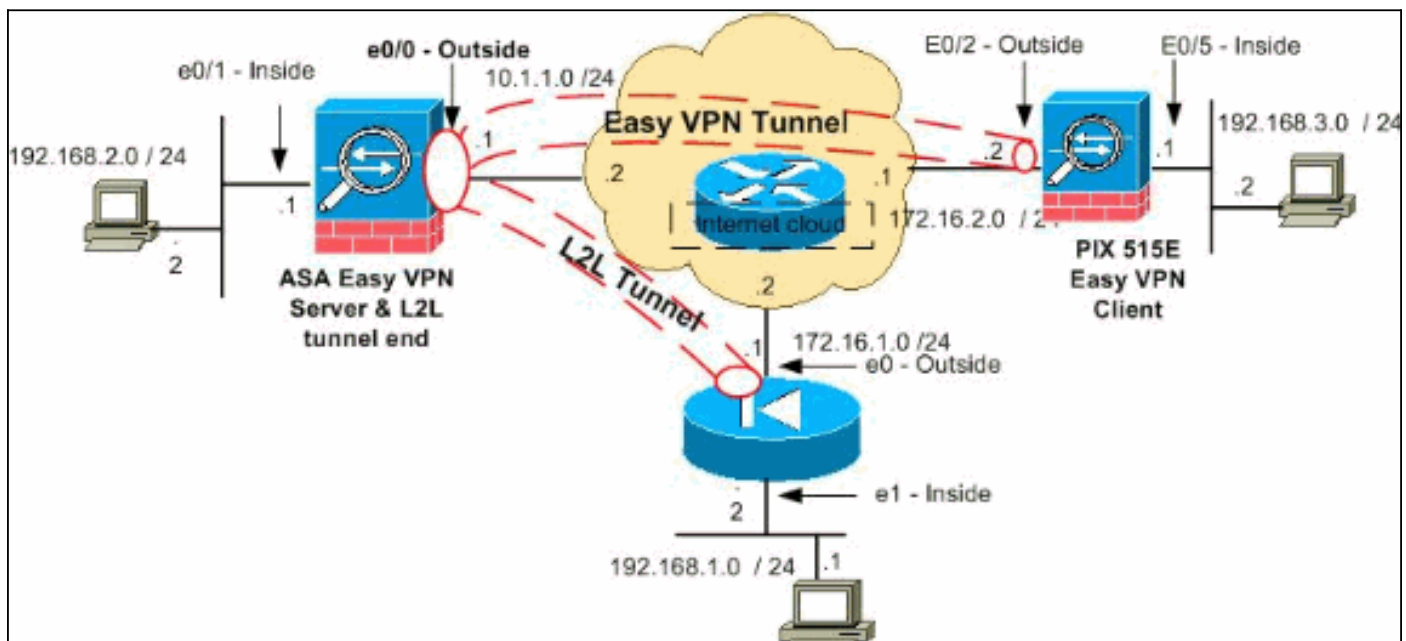 e0/1 - Inside
e0/0 - Outside
10.1.1.0 /24
E0/2 - Outside
E0/5 - Inside
192.168.2.0 / 24
.1
Easy VPN Tunnel
.2
.1
192.168.3.0 / 24
.1
.2
.1
.2
Internet cloud
172.16.2.0 / 24
.2
ASA Easy VPN
Server & L2L
tunnel end
L2L Tunnel
PIX 515E
Easy VPN
Client
.2
.1
172.16.1.0 /24
e0 - Outside
e1 - Inside
2
192.168.1.0 / 24
.1